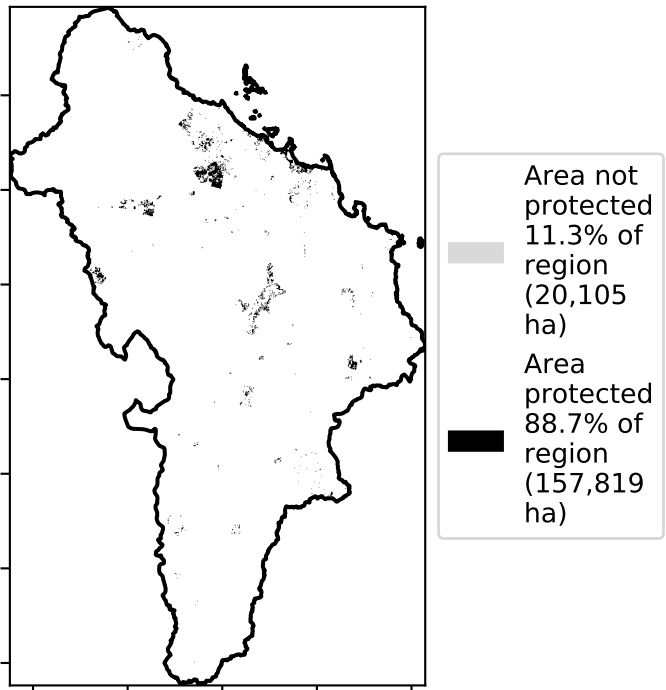 Area not
protected
11.3% of
region
(20,105
ha)
Area
protected
88.7% of
region
(157,819
ha)